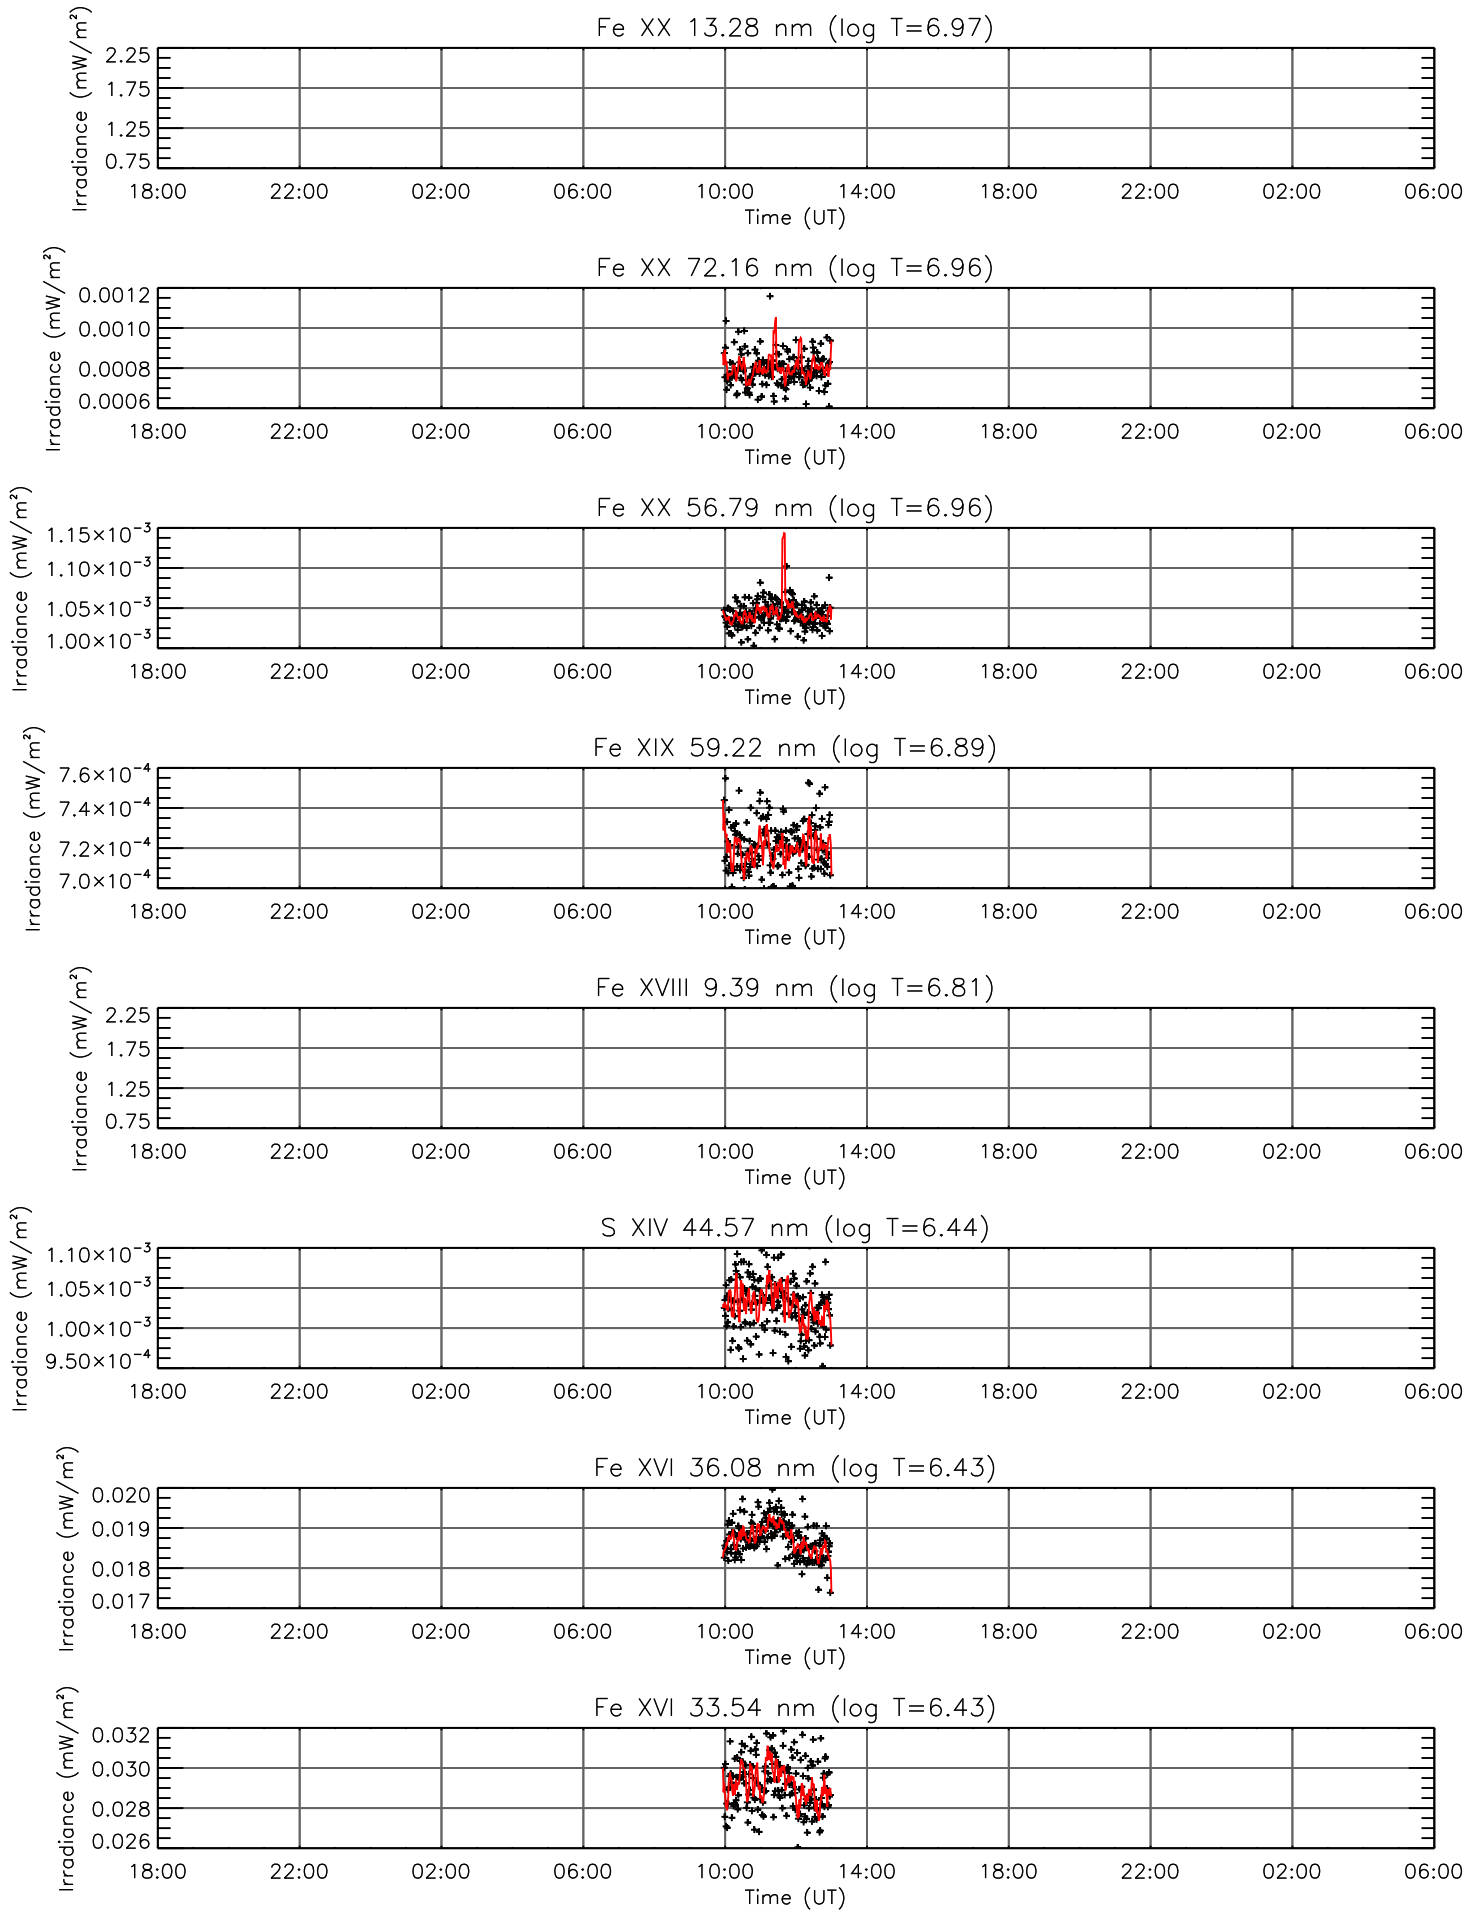 Fe XX 13.28 nm (log T=6.97)
Irradiance (mW/m²)
2.25
1.75
1.25
0.75
18:00 22:00 02:00 06:00 10:00 14:00 18:00 22:00 02:00 06:00
Time (UT)
Fe XX 72.16 nm (log T=6.96)
Irradiance (mW/m²)
0.0012
0.0010
0.0008
0.0006
18:00 22:00 02:00 06:00 10:00 14:00 18:00 22:00 02:00 06:00
Time (UT)
Fe XX 56.79 nm (log T=6.96)
Irradiance (mW/m²)
1.15×10⁻³
1.10×10⁻³
1.05×10⁻³
1.00×10⁻³
18:00 22:00 02:00 06:00 10:00 14:00 18:00 22:00 02:00 06:00
Time (UT)
Fe XIX 59.22 nm (log T=6.89)
Irradiance (mW/m²)
7.6×10⁻⁴
7.4×10⁻⁴
7.2×10⁻⁴
7.0×10⁻⁴
18:00 22:00 02:00 06:00 10:00 14:00 18:00 22:00 02:00 06:00
Time (UT)
Fe XVIII 9.39 nm (log T=6.81)
Irradiance (mW/m²)
2.25
1.75
1.25
0.75
18:00 22:00 02:00 06:00 10:00 14:00 18:00 22:00 02:00 06:00
Time (UT)
S XIV 44.57 nm (log T=6.44)
Irradiance (mW/m²)
1.10×10⁻³
1.05×10⁻³
1.00×10⁻³
9.50×10⁻⁴
18:00 22:00 02:00 06:00 10:00 14:00 18:00 22:00 02:00 06:00
Time (UT)
Fe XVI 36.08 nm (log T=6.43)
Irradiance (mW/m²)
0.020
0.019
0.018
0.017
18:00 22:00 02:00 06:00 10:00 14:00 18:00 22:00 02:00 06:00
Time (UT)
Fe XVI 33.54 nm (log T=6.43)
Irradiance (mW/m²)
0.032
0.030
0.028
0.026
18:00 22:00 02:00 06:00 10:00 14:00 18:00 22:00 02:00 06:00
Time (UT)